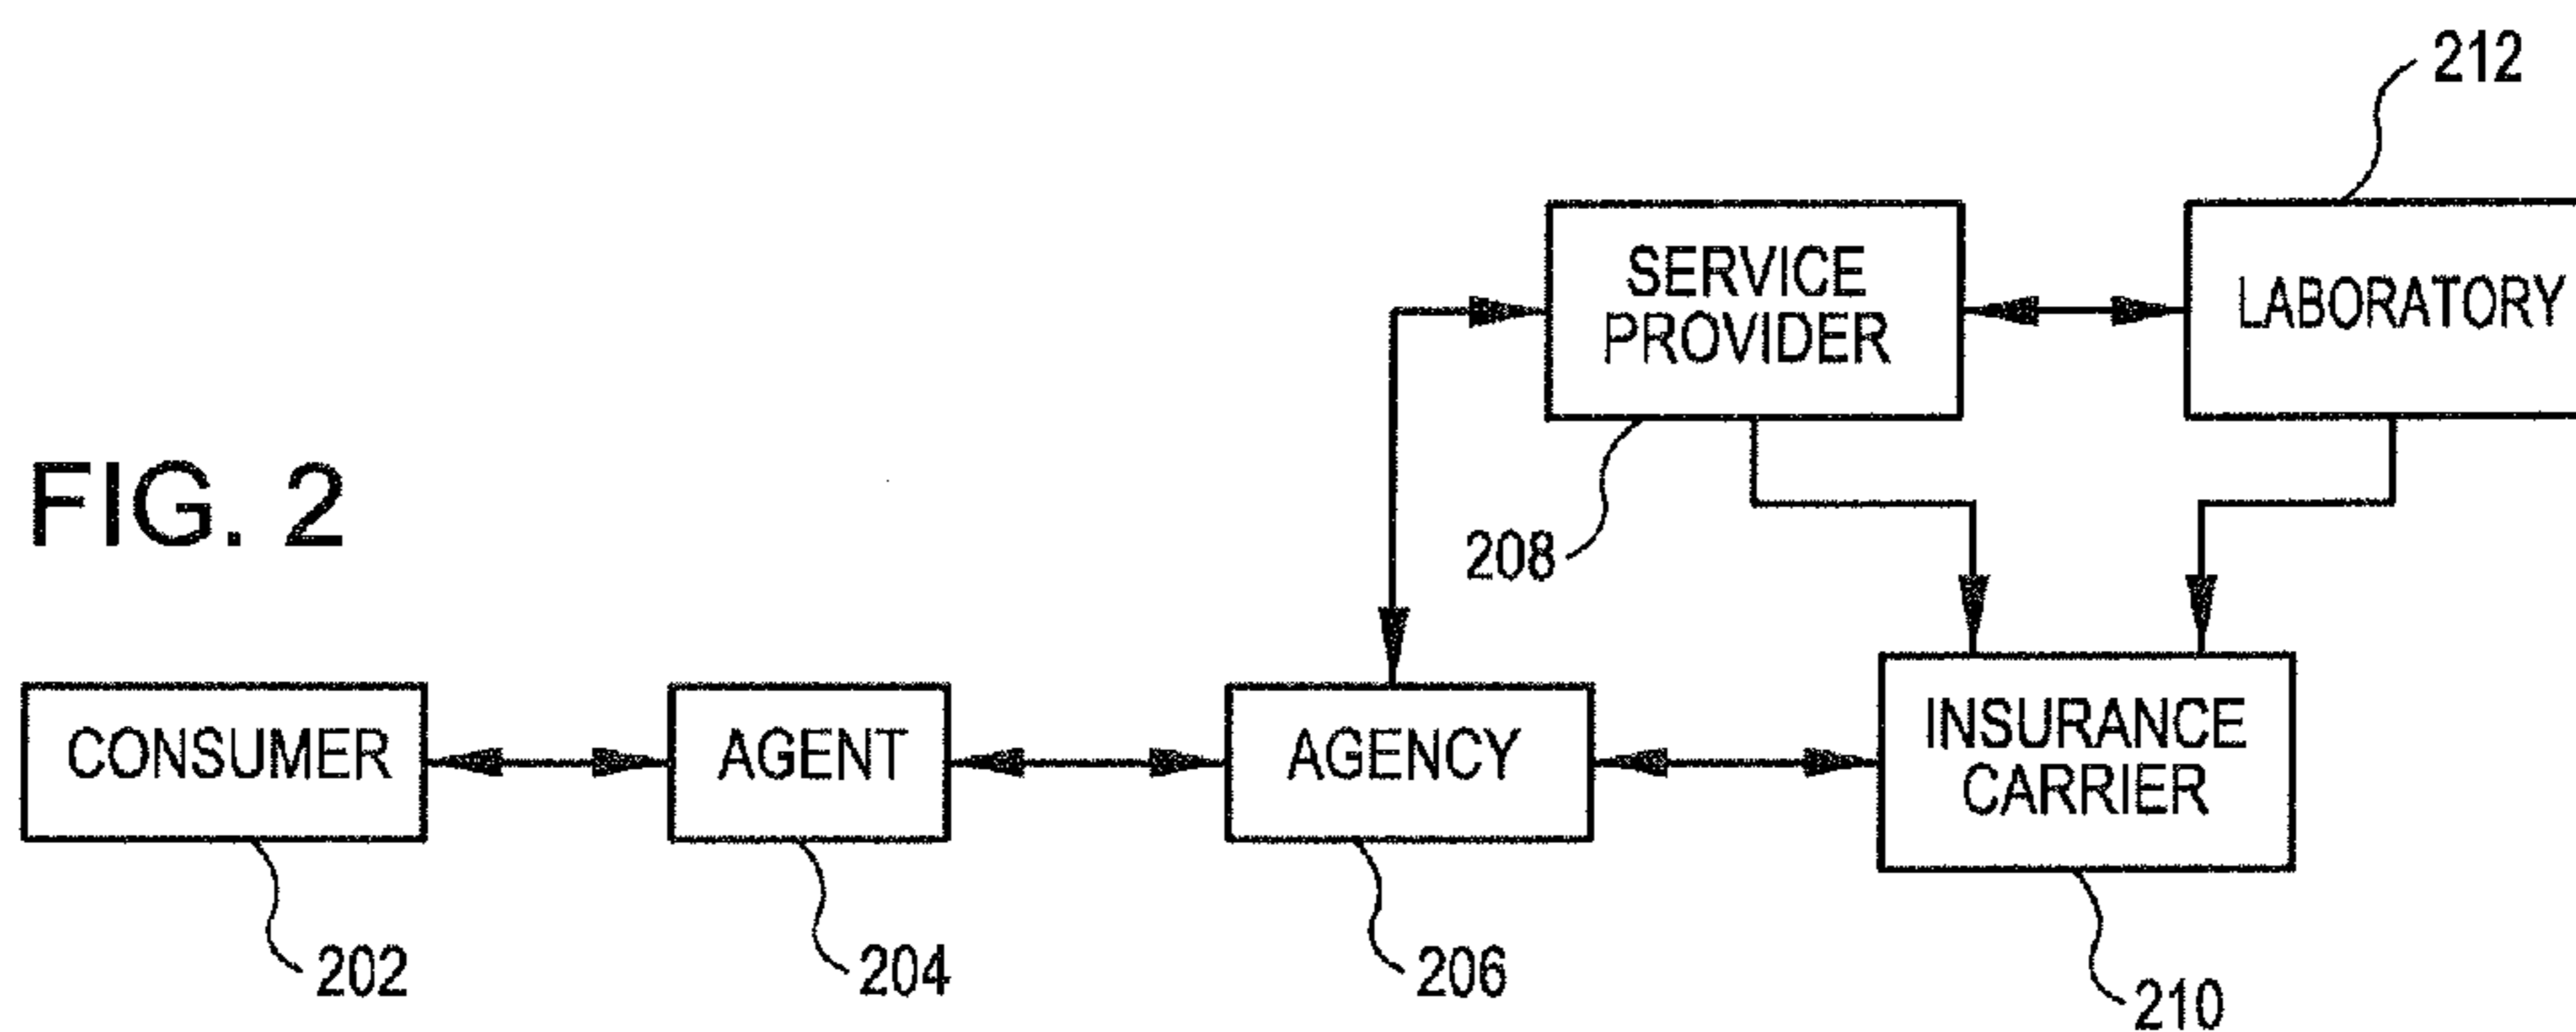 212
SERVICE
PROVIDER
LABORATORY
FIG. 2
208
CONSUMER
AGENT
AGENCY
INSURANCE
CARRIER
202
204
206
210